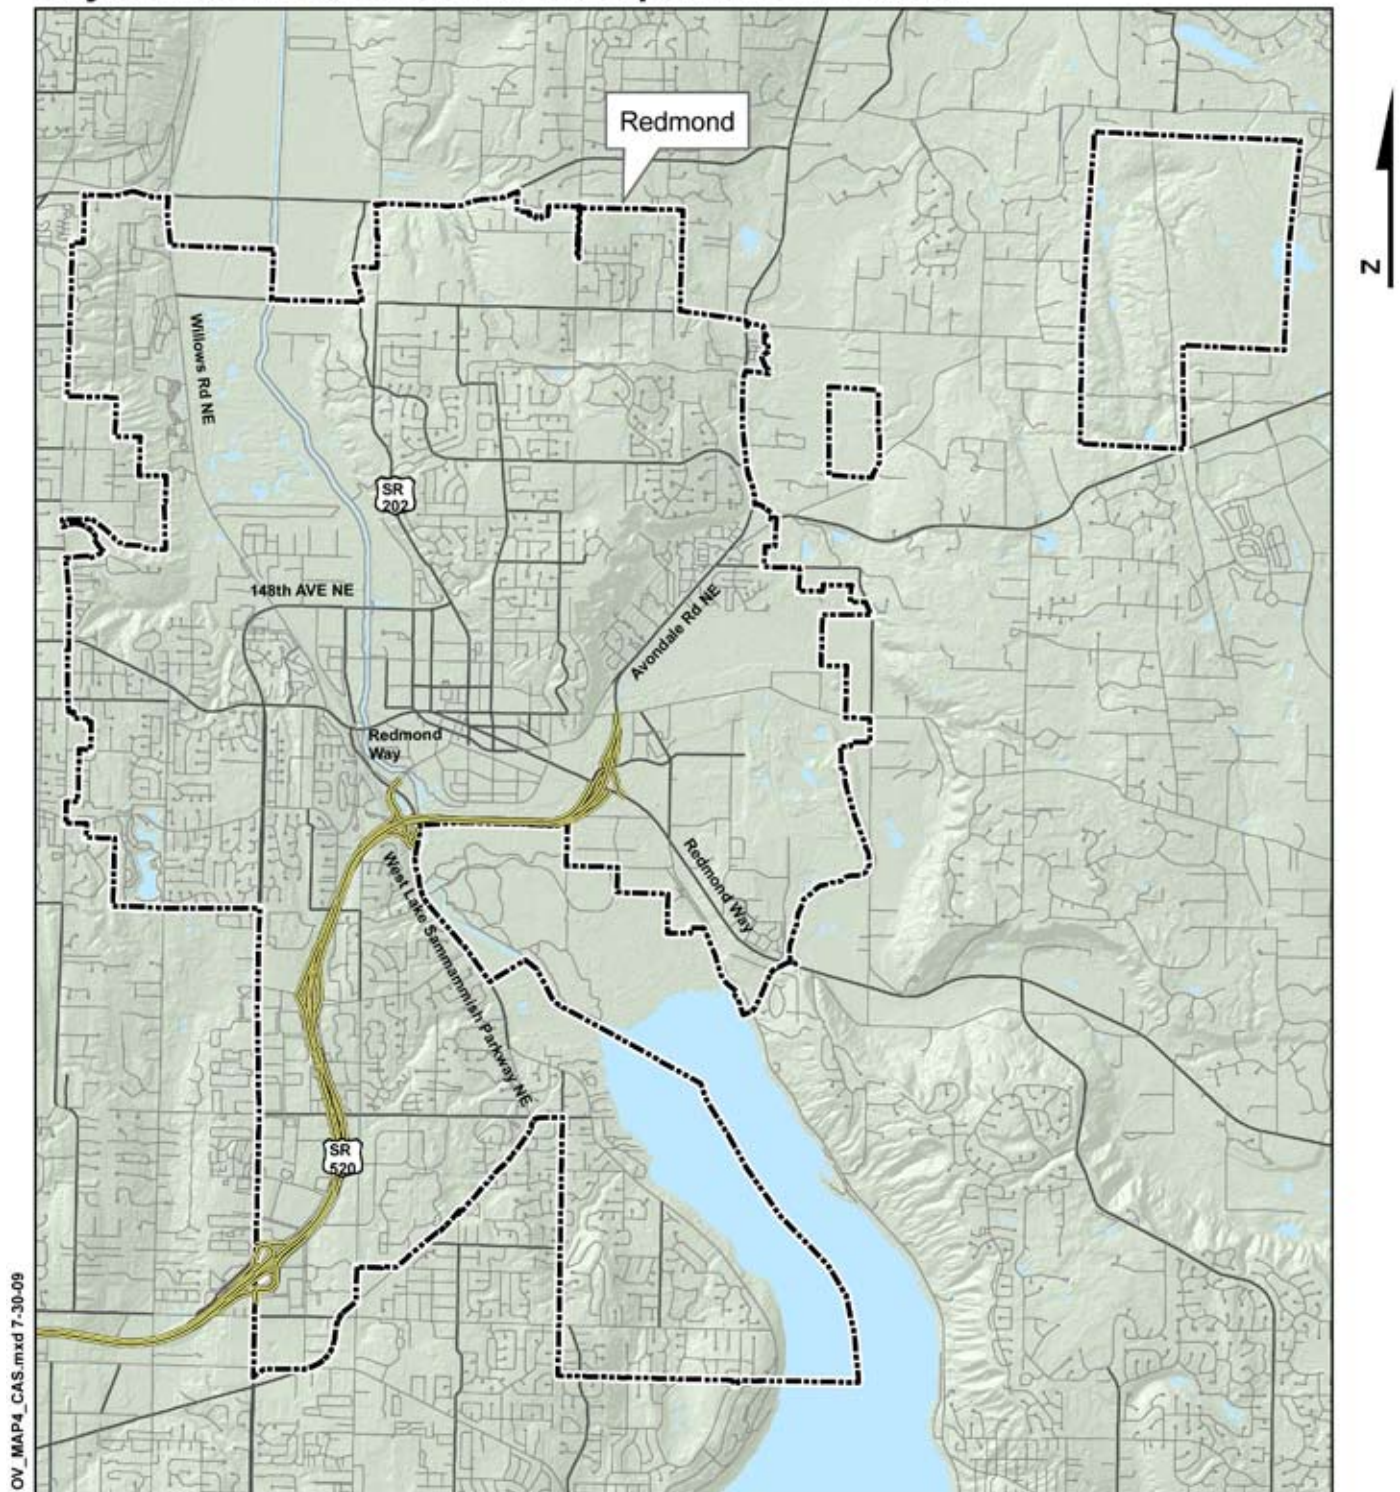 Redmond
Z
Willows Rd NE
SR
202
148th AVE NE
Avondale Rd NE
Redmond
Way
Redmond Way
West Lake Sammammish Parkway NE
SR
520
OV_MAP4_CAS.mxd 7-30-09